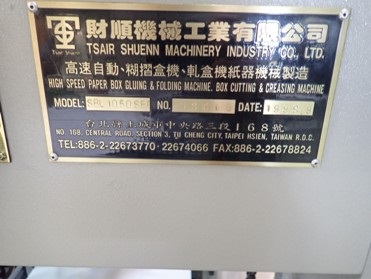 財順機械工業有限公司
TSAIR SHUENN MACHINERY INDUSTRY CO., LTD.
高速自動、糊摺盒機、軋盒機紙器機械製造
HIGH SPEED PAPER BOX GLUING & FOLDING MACHINE. BOX CUTTING & CREASING MACHINE
MODEL: NO. DATE:
台北縣土城市中央路三段168號
NO. 168. CENTRAL ROAD, SECTION 3, TU CHENG CITY, TAIPEI HSIEN, TAIWAN R.O.C.
TEL:886-2-22673770 · 22674066 FAX:886-2-22678824